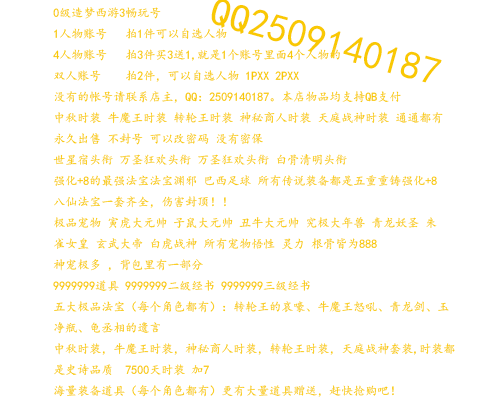 0级造梦西游3畅玩号
QQ2509140187
1人物账号 拍1件可以自选人物
4人物账号 拍3件买3送1,就是1个账号里面4个人物的
双人账号 拍2件，可以自选人物 1PXX 2PXX
没有的帐号请联系店主，QQ：2509140187。本店物品均支持QB支付
中秋时装 牛魔王时装 转轮王时装 神秘商人时装 天庭战神时装 通通都有
永久出售 不封号 可以改密码 没有密保
世星宿头衔 万圣狂欢头衔 万圣狂欢头衔 白骨清明头衔
强化+8的最强法宝法宝渊邪 巴西足球 所有传说装备都是五重重铸强化+8
八仙法宝一套齐全，伤害封顶！！
极品宠物 寅虎大元帅 子鼠大元帅 丑牛大元帅 究极大年兽 青龙妖圣 朱
雀女皇 玄武大帝 白虎战神 所有宠物悟性 灵力 根骨皆为888
神宠极多 ，背包里有一部分
9999999道具 9999999二级经书 9999999三级经书
五大极品法宝（每个角色都有）：转轮王的哀嚎、牛魔王怒吼、青龙剑、玉
净瓶、龟丞相的遗言
中秋时装，牛魔王时装，神秘商人时装，转轮王时装，天庭战神套装,时装都
是史诗品质 7500天时装 加7
海量装备道具（每个角色都有）更有大量道具赠送，赶快抢购吧！